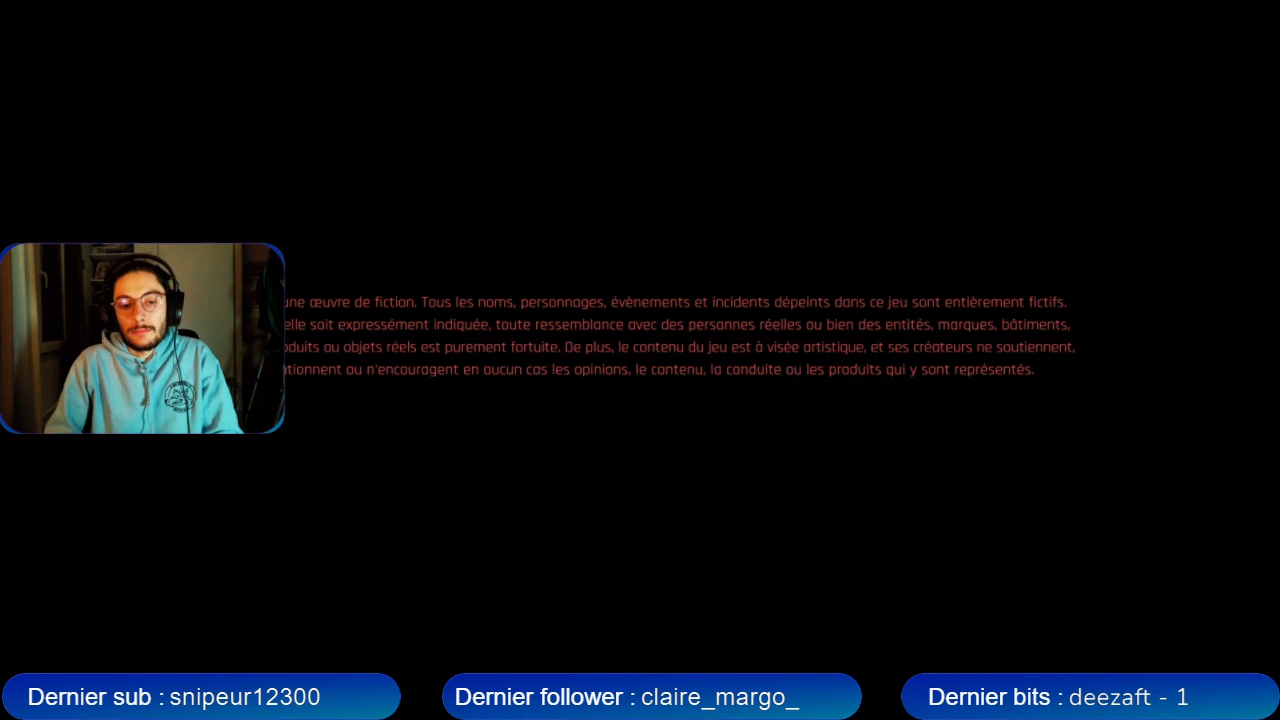 une œuvre de fiction. Tous les noms, personnages, évènements et incidents dépeints dans ce jeu sont entièrement fictifs.
elle soit expressément indiquée, toute ressemblance avec des personnes réelles ou bien des entités, marques, bâtiments,
ou objets réels est purement fortuite. De plus, le contenu du jeu est à visée artistique, et ses créateurs ne soutiennent,
ou n'encouragent en aucun cas les opinions, le contenu, la conduite ou les produits qui y sont représentés.
Dernier sub : snipeur12300
Dernier follower : claire_margo_
Dernier bits : deezaft - 1